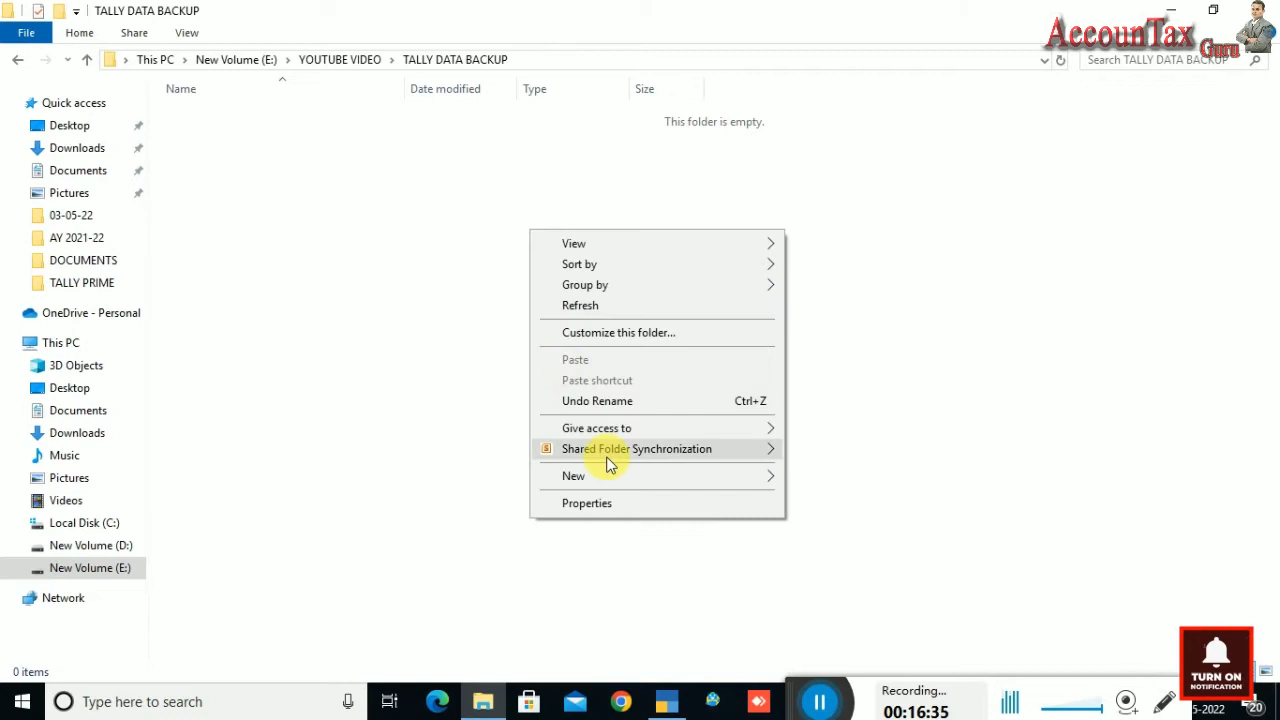 TALLY DATA BACKUP
File Home Share View
This PC New Volume (E:) YOUTUBE VIDEO TALLY DATA BACKUP
Search TALLY DATA BACKUP
AccounTax
Guru
Name Date modified Type Size
This folder is empty.
Quick access
Desktop
Downloads
Documents
Pictures
03-05-22
AY 2021-22
DOCUMENTS
TALLY PRIME
OneDrive - Personal
This PC
3D Objects
Desktop
Documents
Downloads
Music
Pictures
Videos
Local Disk (C:)
New Volume (D:)
New Volume (E:)
Network
View
Sort by
Group by
Refresh
Customize this folder...
Paste
Paste shortcut
Undo Rename Ctrl+Z
Give access to
Shared Folder Synchronization
New
Properties
0 items
TURN ON
NOTIFICATION
Type here to search
Recording...
00:16:35
5-2022
20